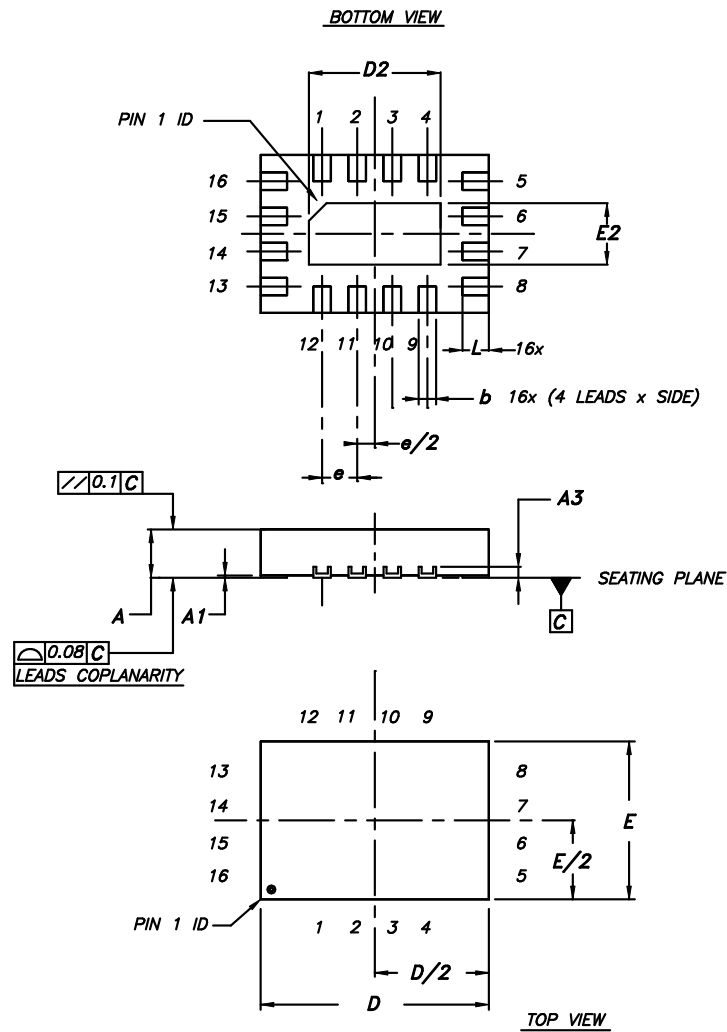 BOTTOM VIEW
D2
PIN 1 ID
1 2 3 4
16 5
15 6
E2
14 7
13 8
12 11 10 9 L 16x
b 16x (4 LEADS x SIDE)
e/2
e
// 0.1 C
A3
SEATING PLANE
A A1
C
0.08 C
LEADS COPLANARITY
12 11 10 9
13 8
14 7
E
15 6
E/2
16 5
PIN 1 ID
1 2 3 4
D/2
D
TOP VIEW